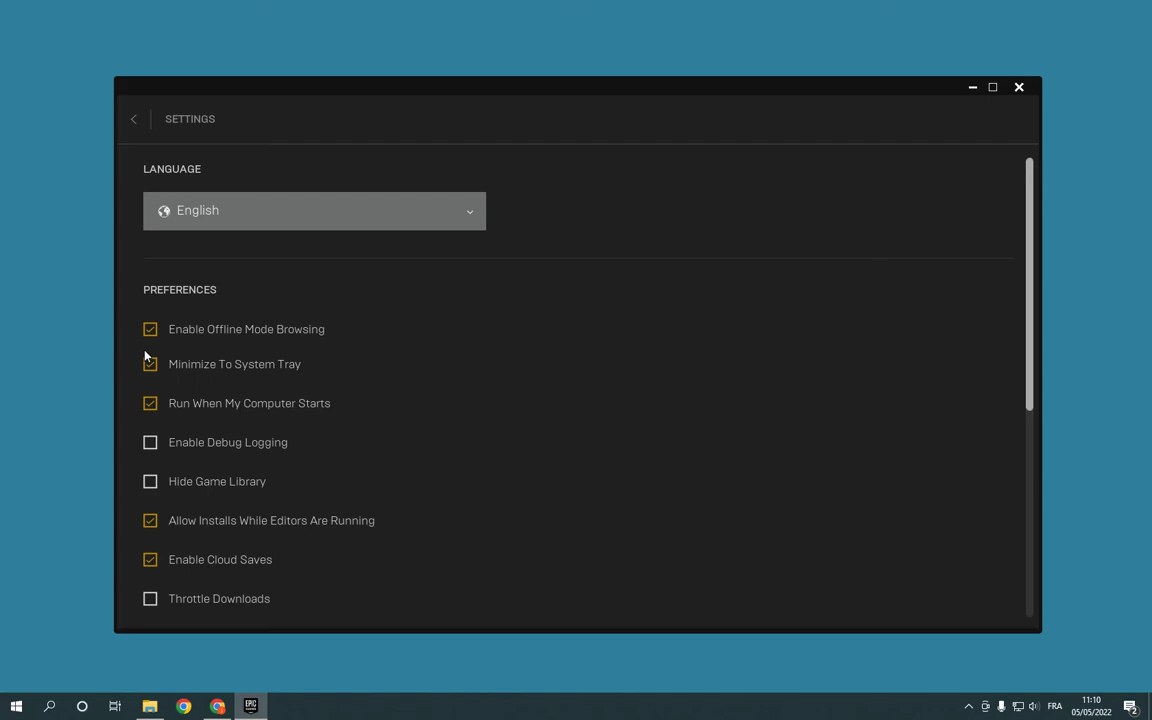 SETTINGS
LANGUAGE
English
PREFERENCES
Enable Offline Mode Browsing
Minimize To System Tray
Run When My Computer Starts
Enable Debug Logging
Hide Game Library
Allow Installs While Editors Are Running
Enable Cloud Saves
Throttle Downloads
EPIC
FRA
11:10
05/05/2022
2